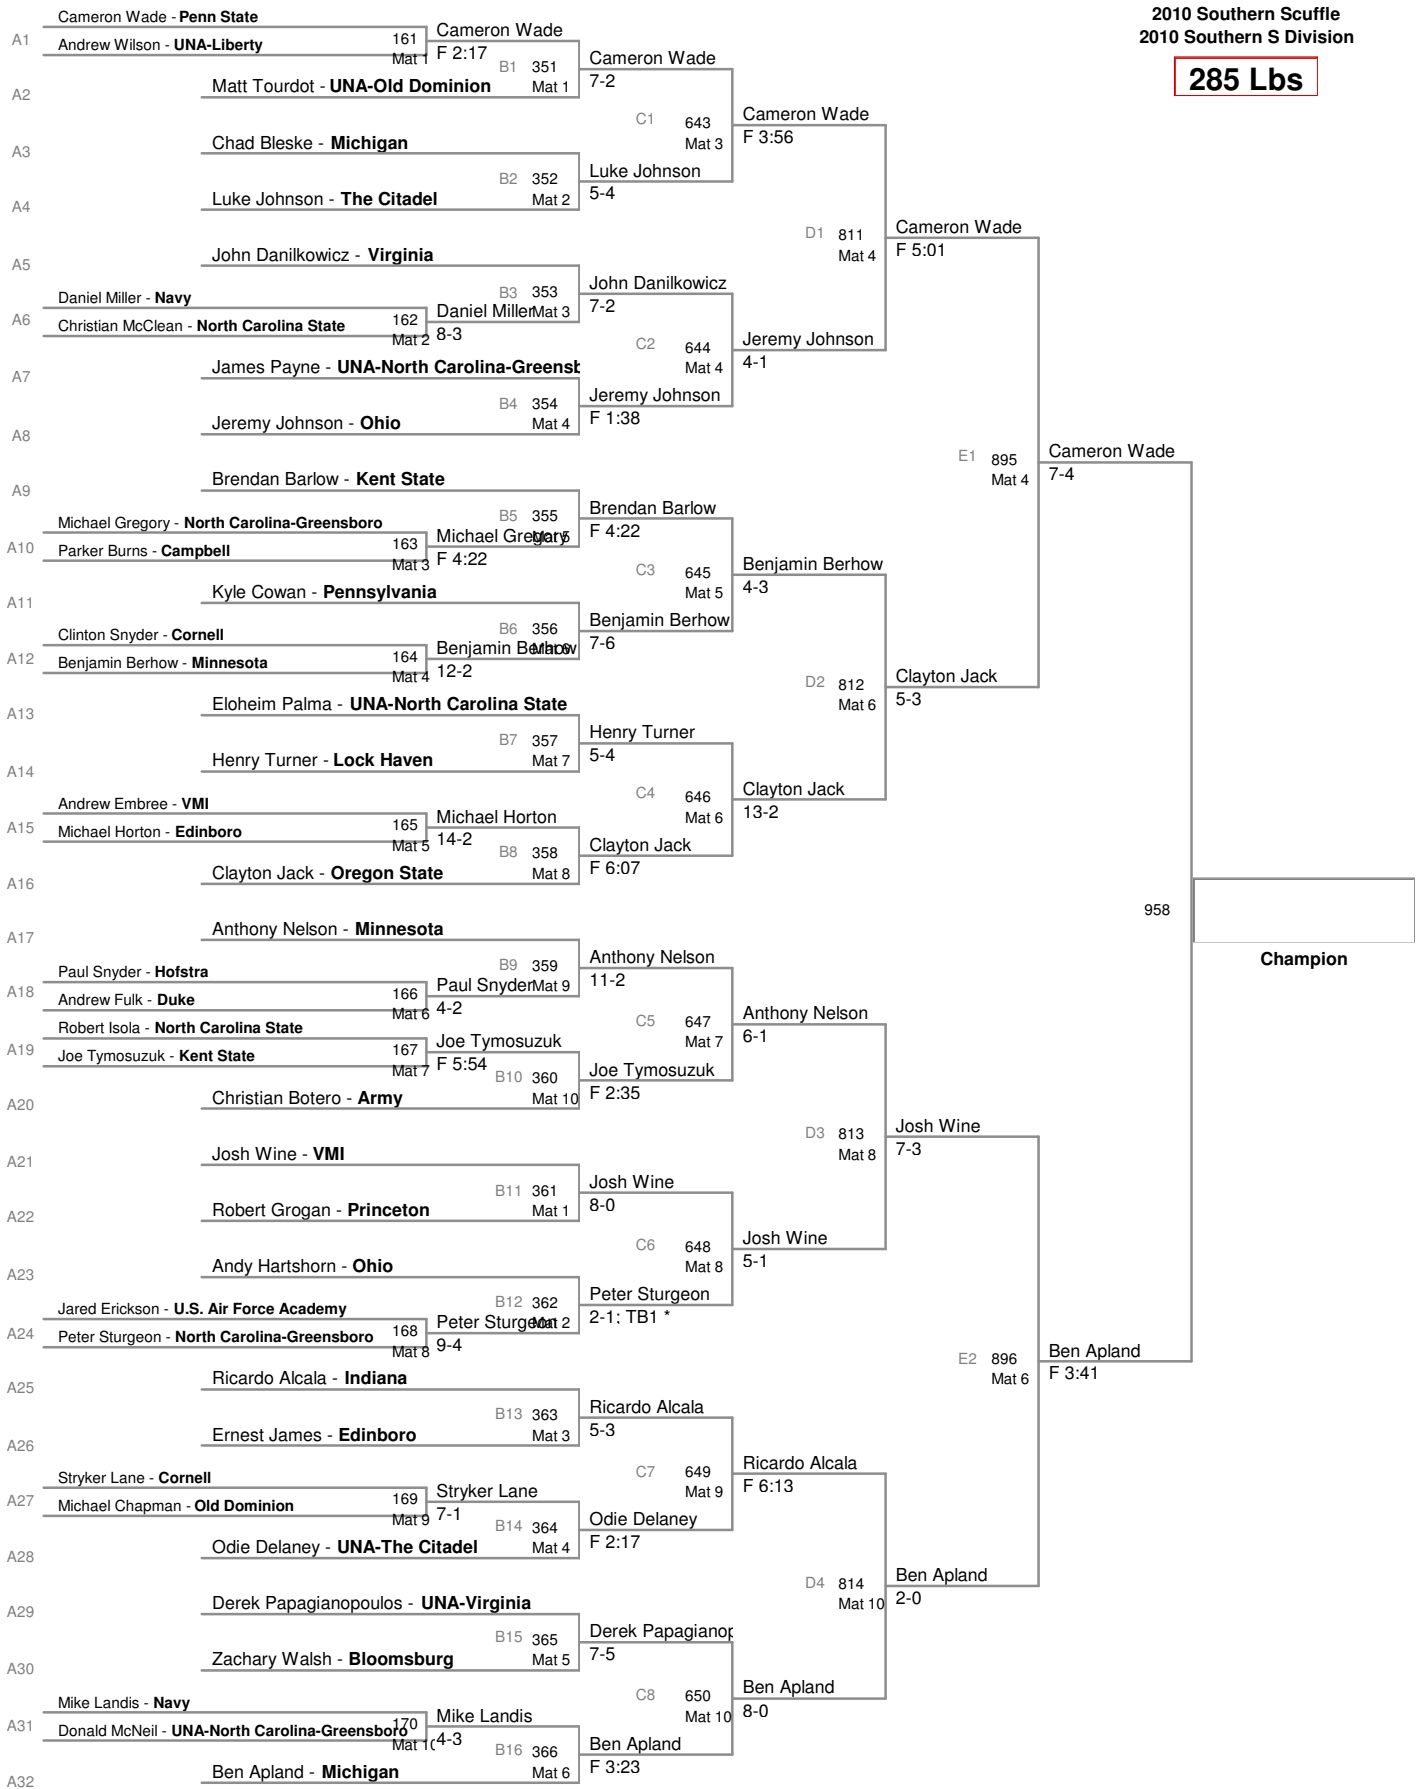 2010 Southern Scuffle
2010 Southern S Division
285 Lbs
Cameron Wade - Penn State
A1
161
Mat 1
Cameron Wade
F 2:17
Andrew Wilson - UNA-Liberty
B1 351
Mat 1
Cameron Wade
7-2
A2
Matt Tourdot - UNA-Old Dominion
C1 643
Mat 3
Cameron Wade
F 3:56
A3
Chad Bleske - Michigan
B2 352
Mat 2
Luke Johnson
5-4
A4
Luke Johnson - The Citadel
D1 811
Mat 4
Cameron Wade
F 5:01
A5
John Danilkowicz - Virginia
B3 353
Mat 3
John Danilkowicz
7-2
Daniel Miller - Navy
A6
162
Mat 2
Daniel Miller
8-3
Christian McClean - North Carolina State
C2 644
Mat 4
Jeremy Johnson
4-1
A7
James Payne - UNA-North Carolina-Greensb
B4 354
Mat 4
Jeremy Johnson
F 1:38
A8
Jeremy Johnson - Ohio
E1 895
Mat 4
Cameron Wade
7-4
A9
Brendan Barlow - Kent State
B5 355
Mat 5
Brendan Barlow
F 4:22
Michael Gregory - North Carolina-Greensboro
A10
163
Mat 3
Michael Gregory
F 4:22
Parker Burns - Campbell
C3 645
Mat 5
Benjamin Berhow
4-3
A11
Kyle Cowan - Pennsylvania
B6 356
Mat 6
Benjamin Berhow
7-6
Clinton Snyder - Cornell
A12
164
Mat 4
Benjamin Berhow
12-2
Benjamin Berhow - Minnesota
D2 812
Mat 6
Clayton Jack
5-3
A13
Eloheim Palma - UNA-North Carolina State
B7 357
Mat 7
Henry Turner
5-4
A14
Henry Turner - Lock Haven
C4 646
Mat 6
Clayton Jack
13-2
Andrew Embree - VMI
A15
165
Mat 5
Michael Horton
14-2
Michael Horton - Edinboro
B8 358
Mat 8
Clayton Jack
F 6:07
A16
Clayton Jack - Oregon State
958
Champion
A17
Anthony Nelson - Minnesota
B9 359
Mat 9
Anthony Nelson
11-2
Paul Snyder - Hofstra
A18
166
Mat 6
Paul Snyder
4-2
Andrew Fulk - Duke
C5 647
Mat 7
Anthony Nelson
6-1
Robert Isola - North Carolina State
A19
167
Mat 7
Joe Tymosuzuk
F 5:54
Joe Tymosuzuk - Kent State
B10 360
Mat 10
Joe Tymosuzuk
F 2:35
A20
Christian Botero - Army
D3 813
Mat 8
Josh Wine
7-3
A21
Josh Wine - VMI
B11 361
Mat 1
Josh Wine
8-0
A22
Robert Grogan - Princeton
C6 648
Mat 8
Josh Wine
5-1
A23
Andy Hartshorn - Ohio
B12 362
Mat 2
Peter Sturgeon
2-1; TB1 *
Jared Erickson - U.S. Air Force Academy
A24
168
Mat 8
Peter Sturgeon
9-4
Peter Sturgeon - North Carolina-Greensboro
E2 896
Mat 6
Ben Apland
F 3:41
A25
Ricardo Alcala - Indiana
B13 363
Mat 3
Ricardo Alcala
5-3
A26
Ernest James - Edinboro
C7 649
Mat 9
Ricardo Alcala
F 6:13
Stryker Lane - Cornell
A27
169
Mat 9
Stryker Lane
7-1
Michael Chapman - Old Dominion
B14 364
Mat 4
Odie Delaney
F 2:17
A28
Odie Delaney - UNA-The Citadel
D4 814
Mat 10
Ben Apland
2-0
A29
Derek Papagianopoulos - UNA-Virginia
B15 365
Mat 5
Derek Papagianop
7-5
A30
Zachary Walsh - Bloomsburg
C8 650
Mat 10
Ben Apland
8-0
Mike Landis - Navy
A31
170
Mat 10
Mike Landis
4-3
Donald McNeil - UNA-North Carolina-Greensboro
B16 366
Mat 6
Ben Apland
F 3:23
A32
Ben Apland - Michigan